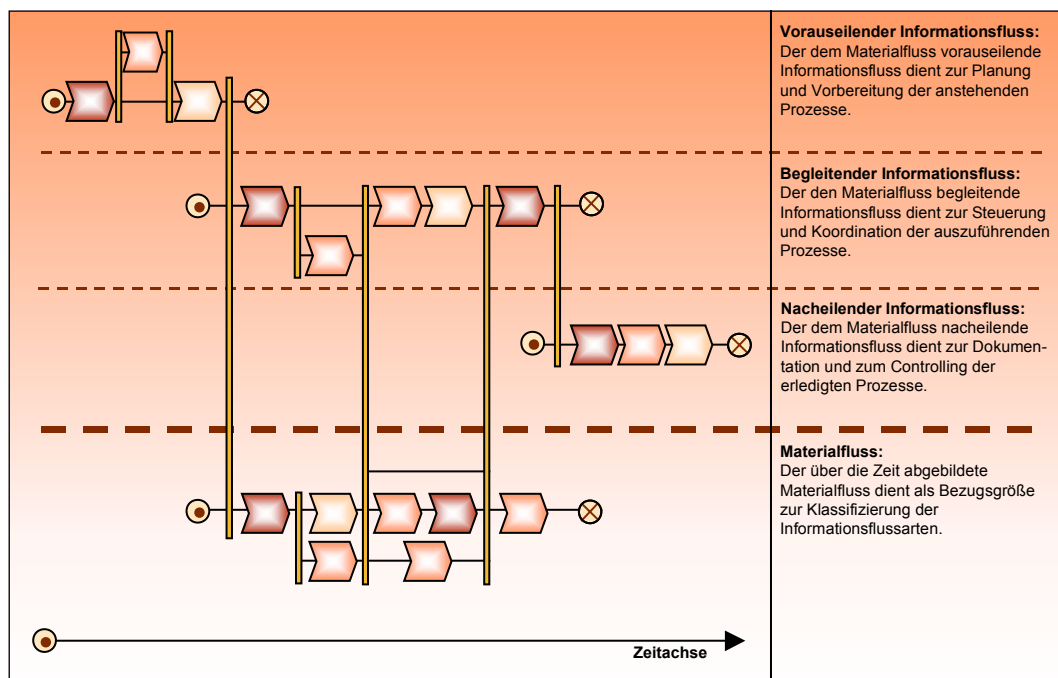 Vorauseilender Informationsfluss:
Der dem Materialfluss vorauseilende
Informationsfluss dient zur Planung
und Vorbereitung der anstehenden
Prozesse.
Begleitender Informationsfluss:
Der den Materialfluss begleitende
Informationsfluss dient zur Steuerung
und Koordination der auszuführenden
Prozesse.
Nacheilender Informationsfluss:
Der dem Materialfluss nacheilende
Informationsfluss dient zur Dokumen-
tation und zum Controlling der
erledigten Prozesse.
Materialfluss:
Der über die Zeit abgebildete
Materialfluss dient als Bezugsgröße
zur Klassifizierung der
Informationsflussarten.
Zeitachse